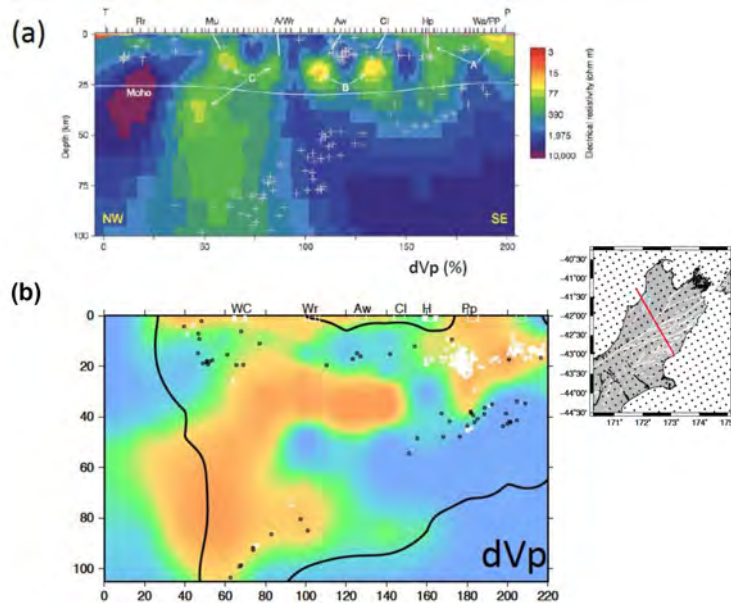 (a)
T Rr Mu A/Wr Aw Cl Hp Wa/PP P
0
25
50
75
100
Depth (km)
Moho
C
B
A
NW
SE
0 50 100 150 200
3
15
77
390
1,975
10,000
Electrical resistivity (ohm m)
dVp (%)
(b)
WC Wr Aw Cl H Pp
0
20
40
60
80
100
dVp
0 20 40 60 80 100 120 140 160 180 200 220
-40°30'
-41°00'
-41°30'
-42°00'
-42°30'
-43°00'
-43°30'
-44°00'
-44°30'
171° 172° 173° 174° 175°